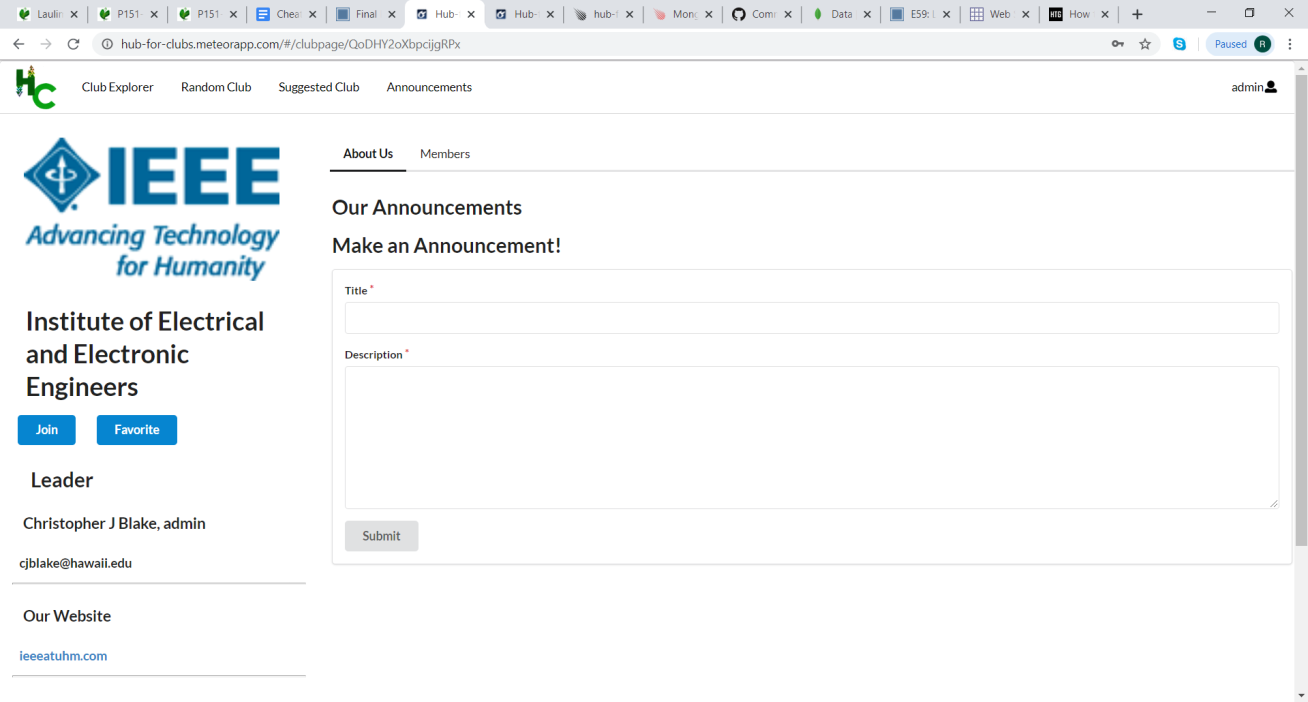 Laulin
P151-
P151
Chea
Final
Hub-
Hub-
hub-f
Mong
Comr
Data
E59:
Web
HTG How
hub-for-clubs.meteorapp.com/#/clubpage/QoDHY2oXbpcijgRPx
Paused R
HC
Club Explorer Random Club Suggested Club Announcements admin
IEEE
Advancing Technology
for Humanity
Institute of Electrical
and Electronic
Engineers
Join Favorite
Leader
Christopher J Blake, admin
cjblake@hawaii.edu
Our Website
ieeeatuhm.com
About Us Members
Our Announcements
Make an Announcement!
Title *
Description *
Submit